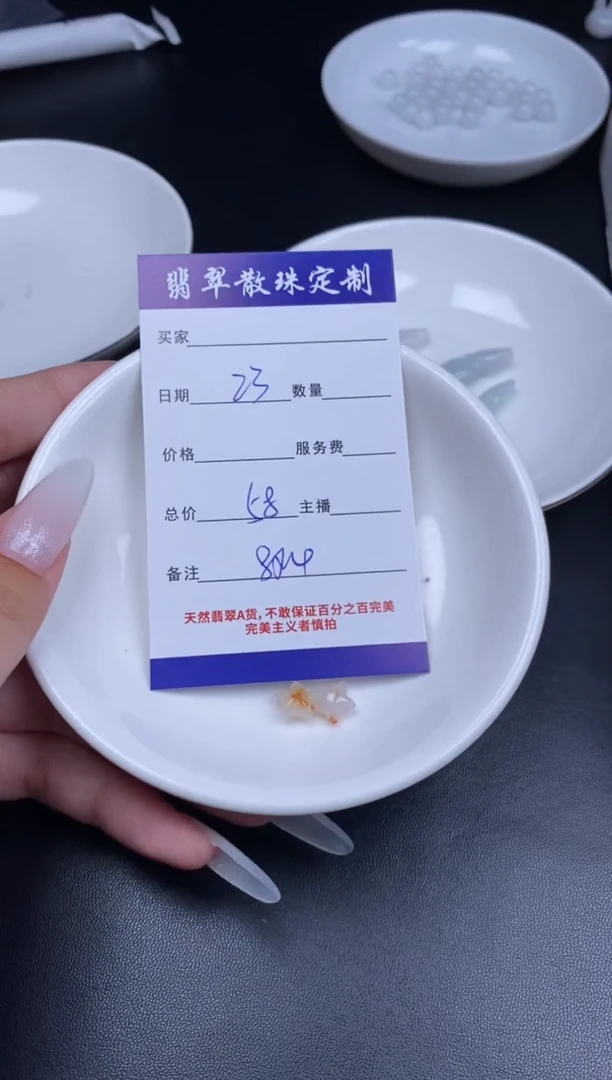 翡翠散珠定制
买家
日期 23 数量
价格 服务费
总价 58 主播
备注
天然翡翠A货,不敢保证百分之百完美
完美主义者慎拍